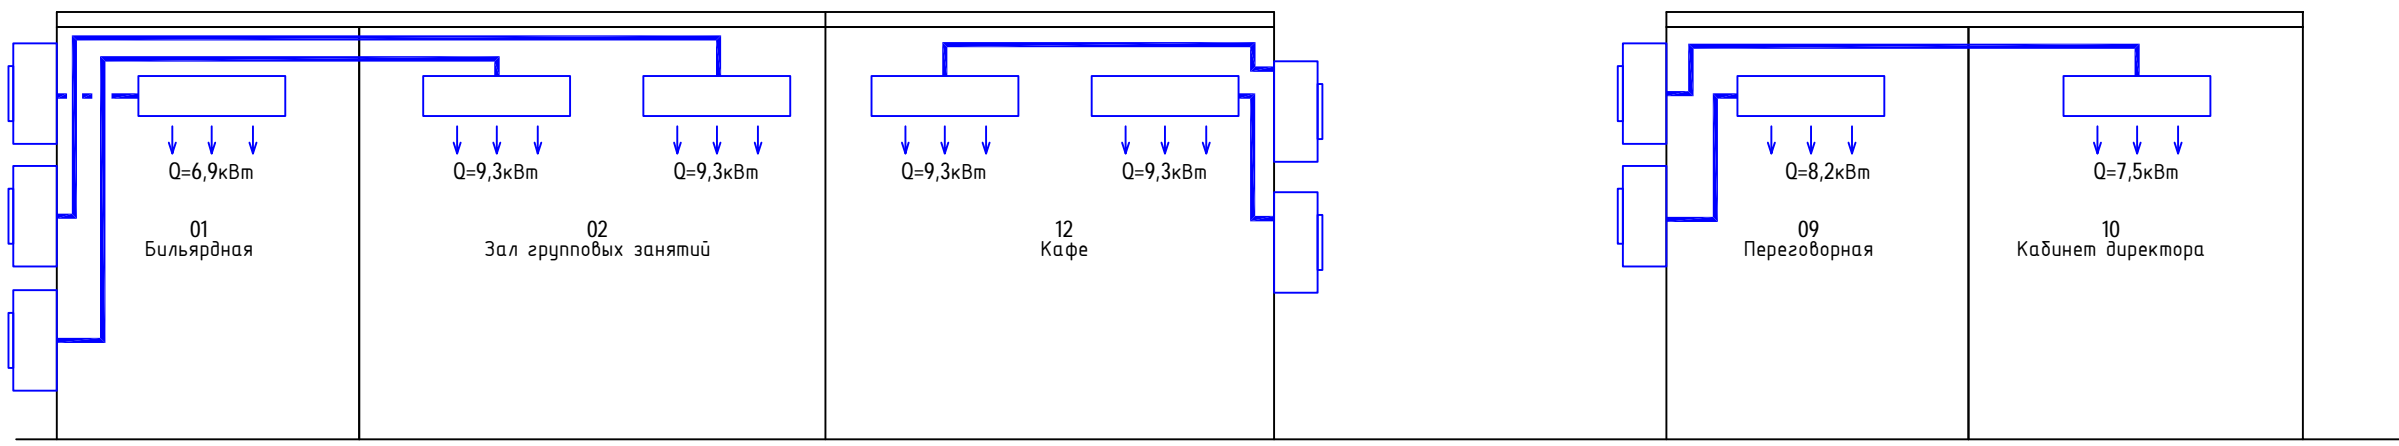 Q=6,9кВт
Q=9,3кВт
Q=9,3кВт
Q=9,3кВт
Q=9,3кВт
Q=8,2кВт
Q=7,5кВт
01
Бильярдная
02
Зал групповых занятий
12
Кафе
09
Переговорная
10
Кабинет директора